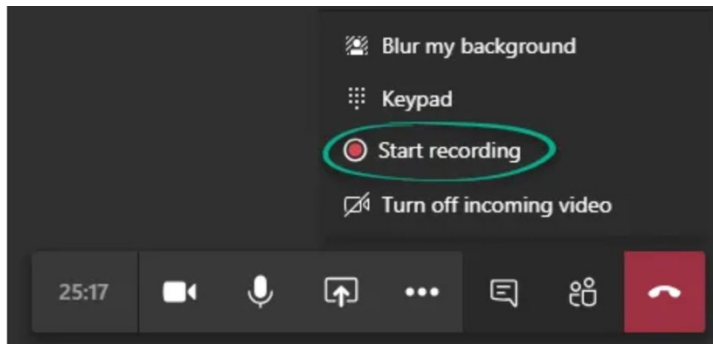 Blur my background
Keypad
Start recording
Turn off incoming video
25:17